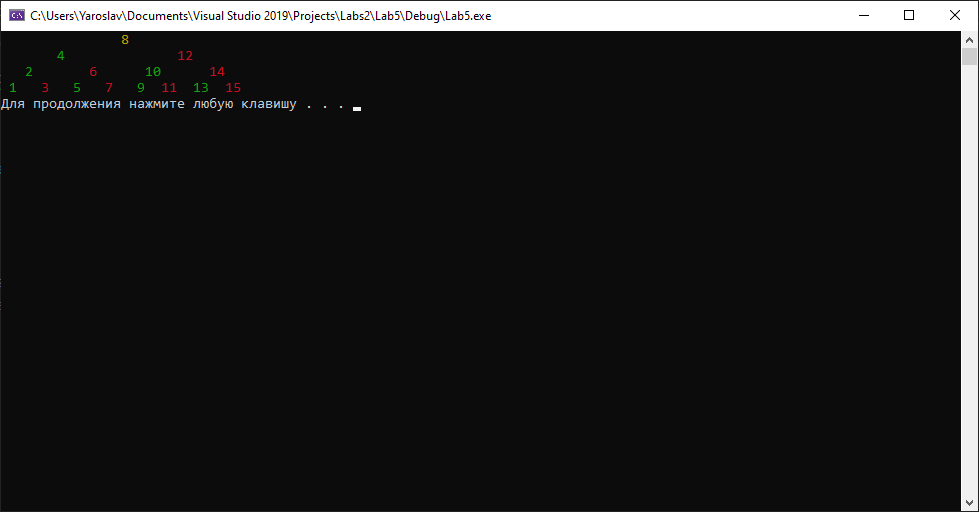 C:\Users\Yaroslav\Documents\Visual Studio 2019\Projects\Labs2\Lab5\Debug\Lab5.exe
8
4 12
2 6 10 14
1 3 5 7 9 11 13 15
Для продолжения нажмите любую клавишу . . .